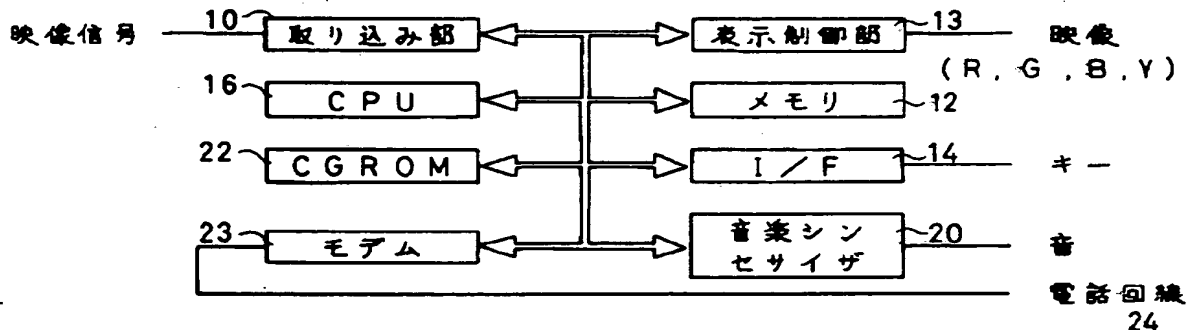 映像信号 10 取り込み部 表示制御部 13 映像
(R,G,B,Y)
16 CPU メモリ 12
22 CGROM I/F 14 キー
23 モデム 音楽シン
セサイザ 20 音
電話回線
24